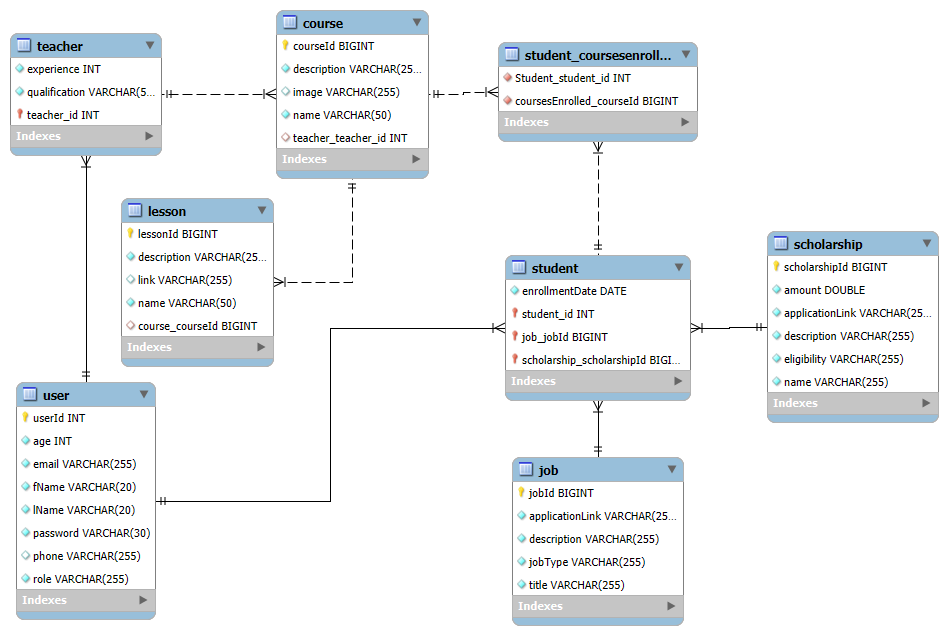 teacher
experience INT
qualification VARCHAR(5...
teacher_id INT
Indexes
course
courseId BIGINT
description VARCHAR(25...
image VARCHAR(255)
name VARCHAR(50)
teacher_teacher_id INT
Indexes
student_coursesenroll...
Student_student_id INT
coursesEnrolled_courseId BIGINT
Indexes
lesson
lessonId BIGINT
description VARCHAR(25...
link VARCHAR(255)
name VARCHAR(50)
course_courseId BIGINT
Indexes
student
enrollmentDate DATE
student_id INT
job_jobId BIGINT
scholarship_scholarshipId BIGI...
Indexes
scholarship
scholarshipId BIGINT
amount DOUBLE
applicationLink VARCHAR(25...
description VARCHAR(255)
eligibility VARCHAR(255)
name VARCHAR(255)
Indexes
user
userId INT
age INT
email VARCHAR(255)
fName VARCHAR(20)
lName VARCHAR(20)
password VARCHAR(30)
phone VARCHAR(255)
role VARCHAR(255)
Indexes
job
jobId BIGINT
applicationLink VARCHAR(25...
description VARCHAR(255)
jobType VARCHAR(255)
title VARCHAR(255)
Indexes